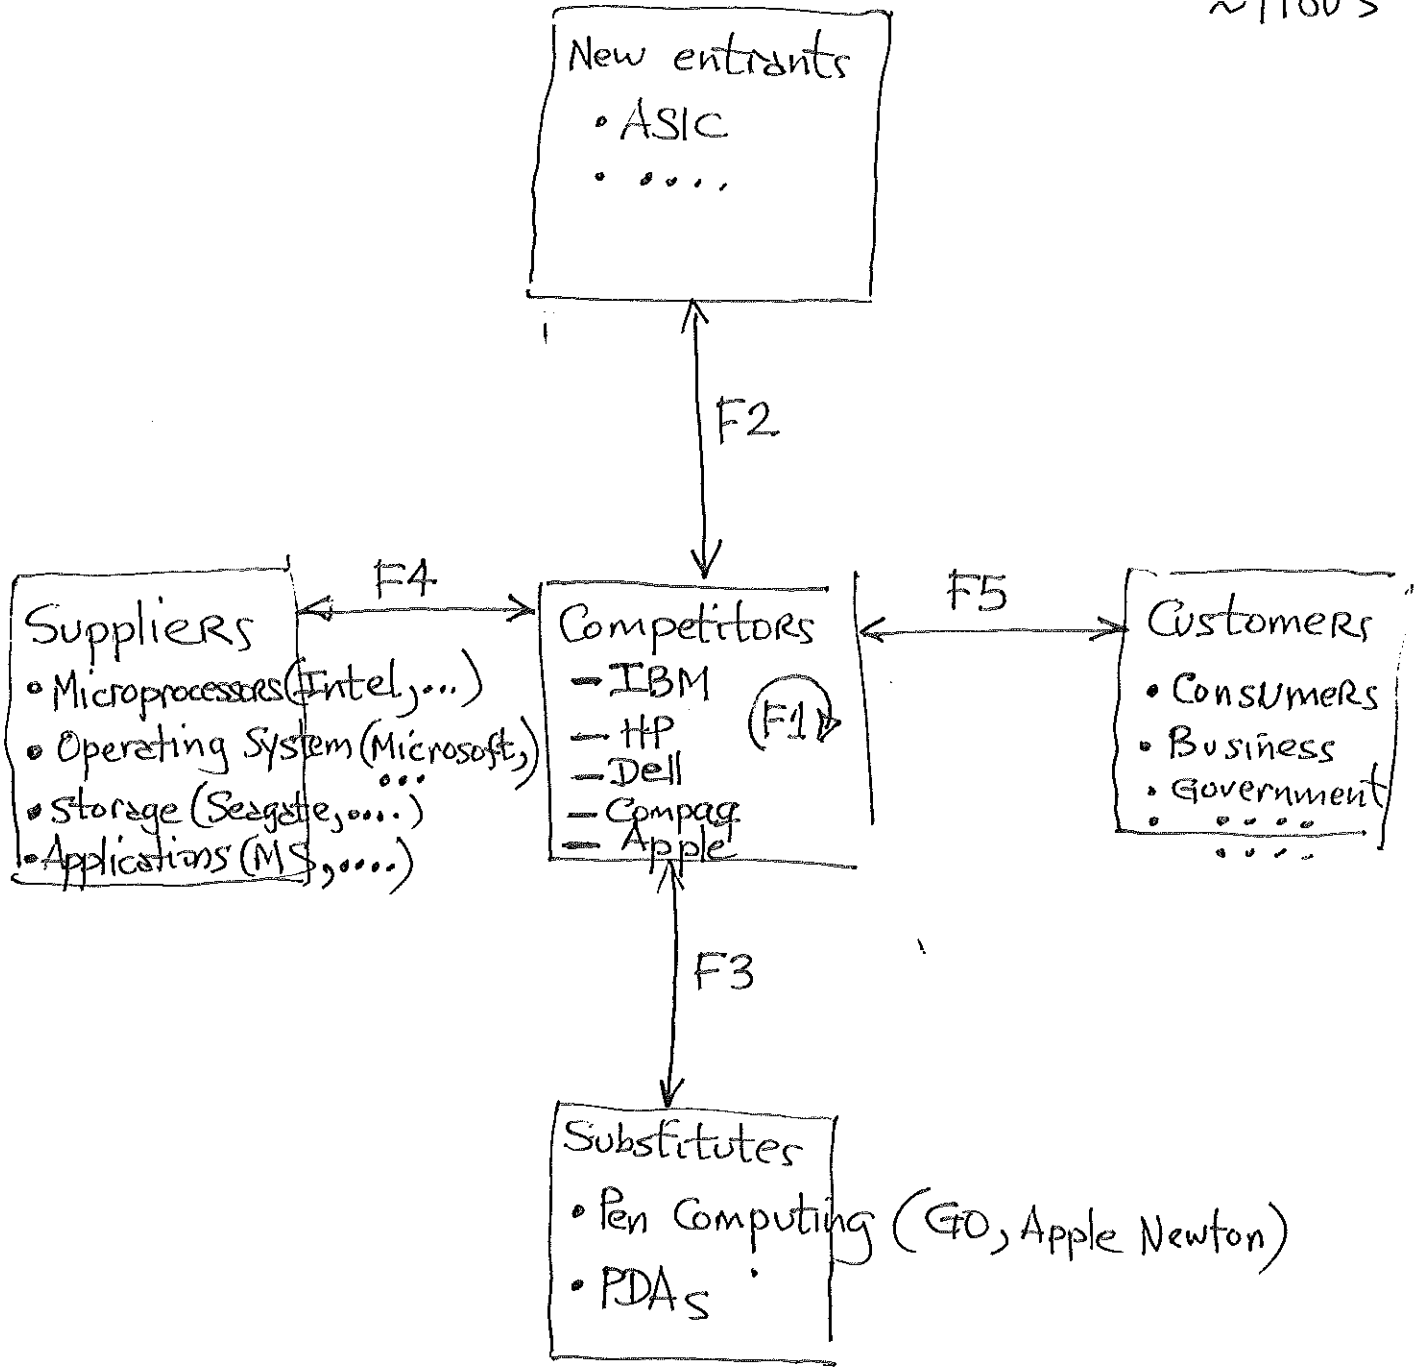 New entrants
• ASIC
• ....
F2
F4
F5
Suppliers
• Microprocessors (Intel, ...)
• Operating System (Microsoft, ...)
• Storage (Seagate, ....)
• Applications (MS, ....)
Competitors
- IBM
- HP
- Dell
- Compaq
- Apple
F1
Customers
• Consumers
• Business
• Government
• ....
....
F3
Substitutes
• Pen Computing (GO, Apple Newton)
• PDAs